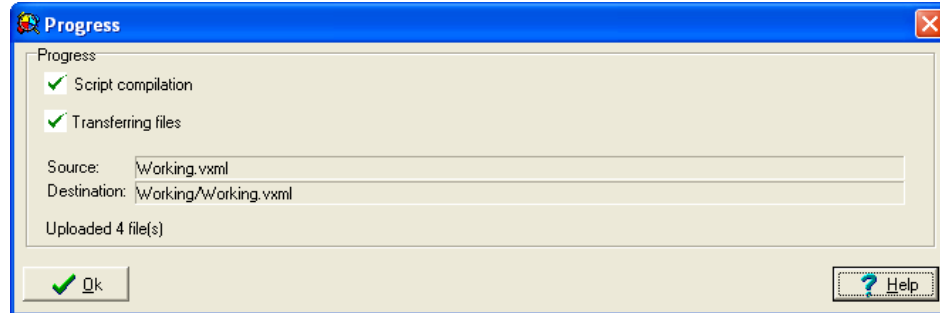 Progress
Progress
Script compilation
Transferring files
Source: Working.vxml
Destination: Working/Working.vxml
Uploaded 4 file(s)
Ok Help